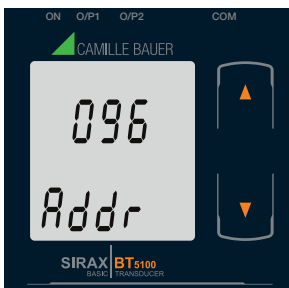 ON O/P1 O/P2 COM
CAMILLE BAUER
096
Addr
SIRAX BT5100
BASIC TRANSDUCER